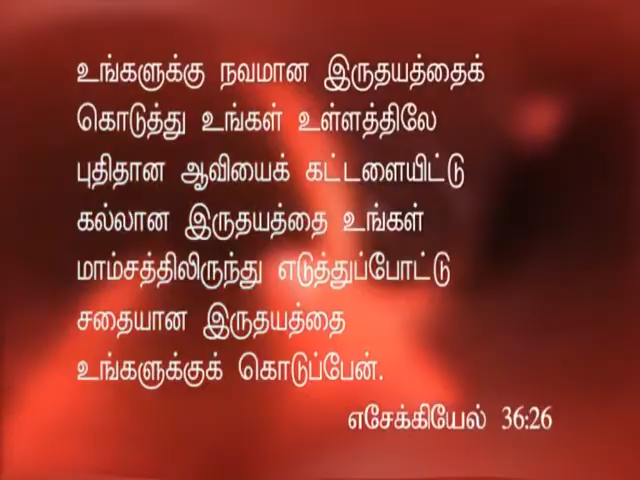 உங்களுக்கு நவமான இருதயத்தைக்
கொடுத்து உங்கள் உள்ளத்திலே
புதிதான ஆவியைக் கட்டளையிட்டு
கல்லான இருதயத்தை உங்கள்
மாம்சத்திலிருந்து எடுத்துப்போட்டு
சதையான இருதயத்தை
உங்களுக்குக் கொடுப்பேன்.
எசேக்கியேல் 36:26